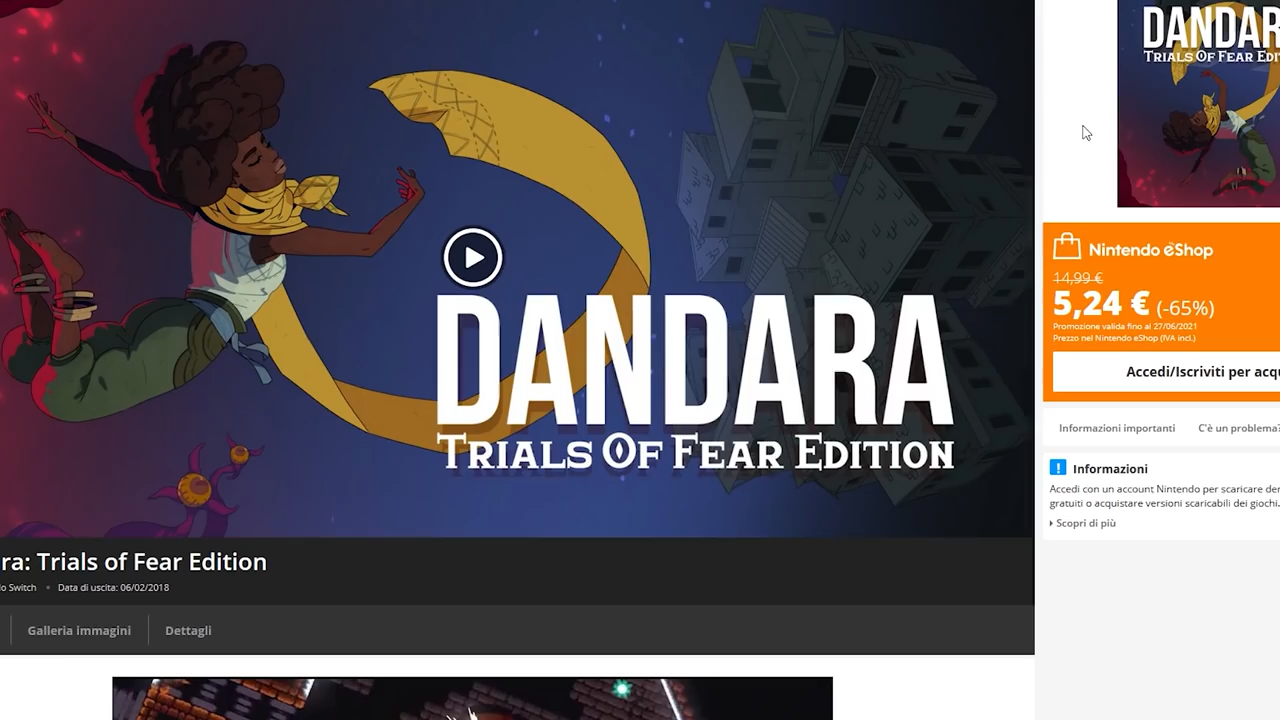 DANDARA
TRIALS OF FEAR EDITION
ra: Trials of Fear Edition
lo Switch • Data di uscita: 06/02/2018
Galleria immagini
Dettagli
DANDAR
TRIALS OF FEAR EDI
Nintendo eShop
14,99 €
5,24 € (-65%)
Promozione valida fino al 27/06/2021
Prezzo nel Nintendo eShop (IVA incl.)
Accedi/Iscriviti per acqu
Informazioni importanti
C'è un problema?
! Informazioni
Accedi con un account Nintendo per scaricare der
gratuiti o acquistare versioni scaricabili dei giochi.
Scopri di più